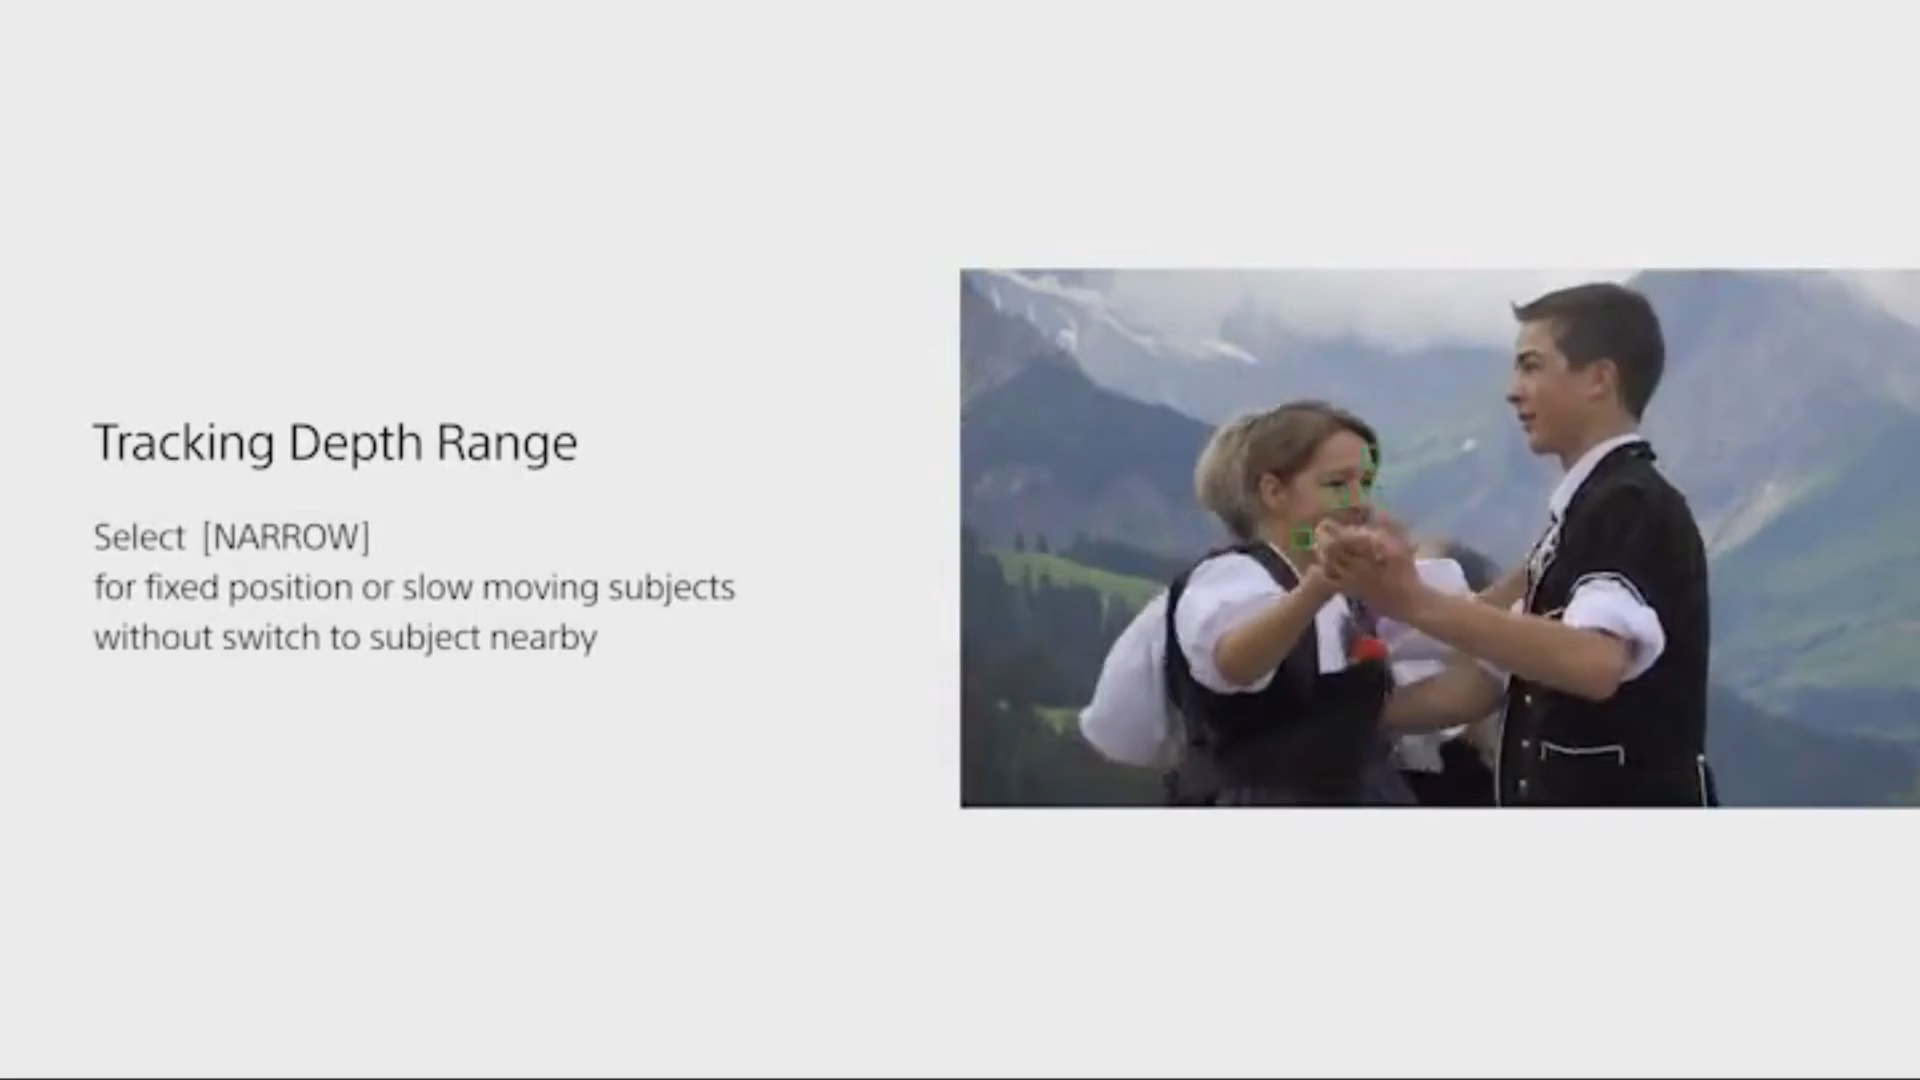 Tracking Depth Range
Select [NARROW]
for fixed position or slow moving subjects
without switch to subject nearby